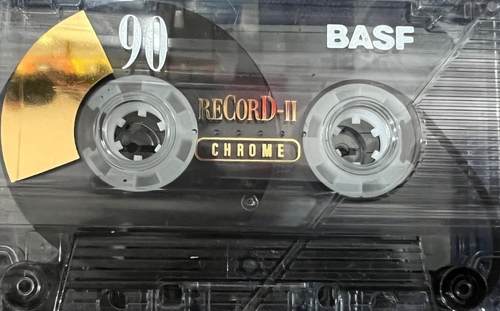 90
BASF
RECORD-II
CHROME